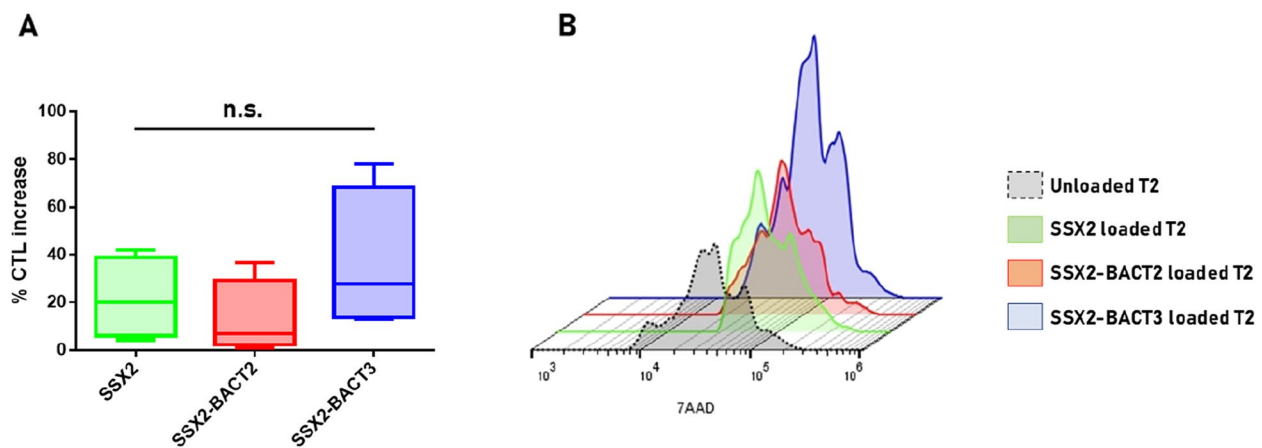 A
B
n.s.
% CTL increase
100
80
60
40
20
0
SSX2
SSX2-BACT2
SSX2-BACT3
10³
10⁴
10⁵
10⁶
7AAD
Unloaded T2
SSX2 loaded T2
SSX2-BACT2 loaded T2
SSX2-BACT3 loaded T2